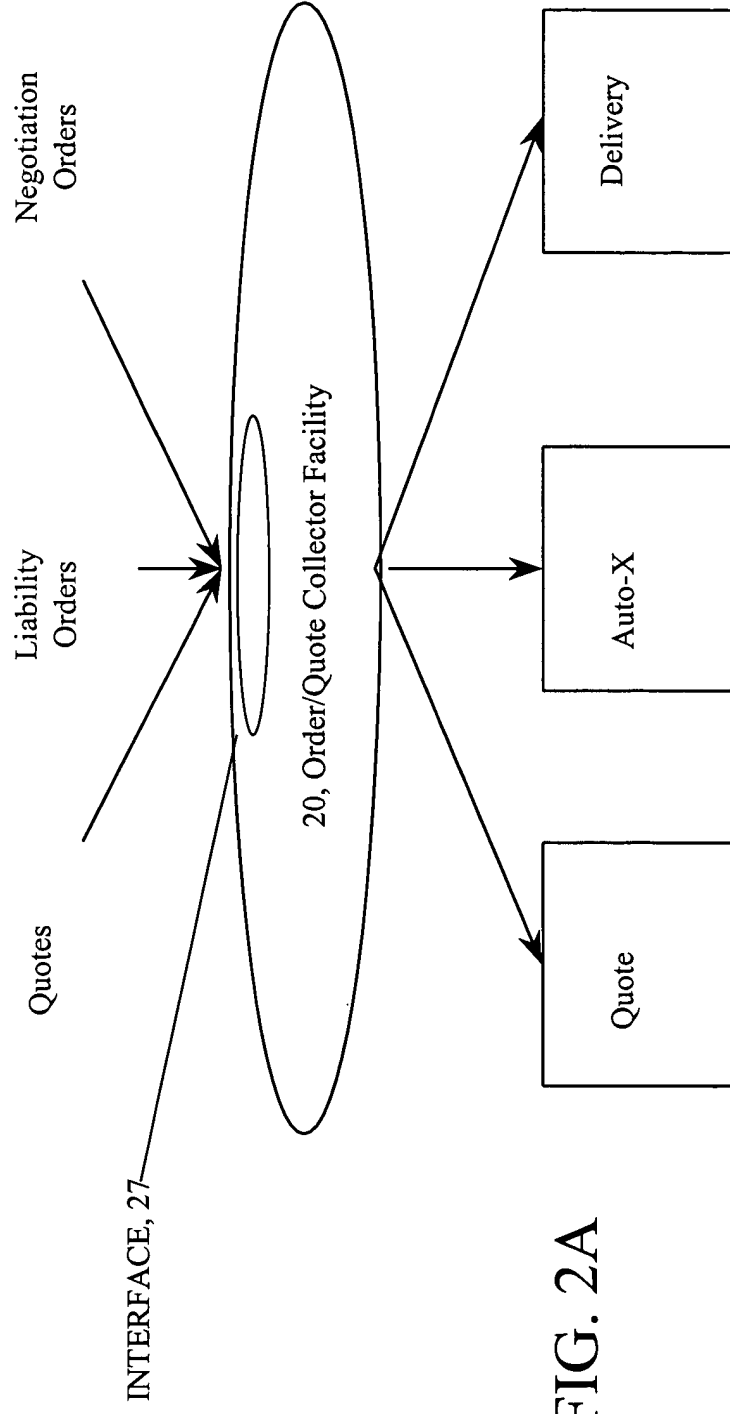 Quotes
Liability
Orders
Negotiation
Orders
INTERFACE, 27
20, Order/Quote Collector Facility
Quote
Auto-X
Delivery
FIG. 2A